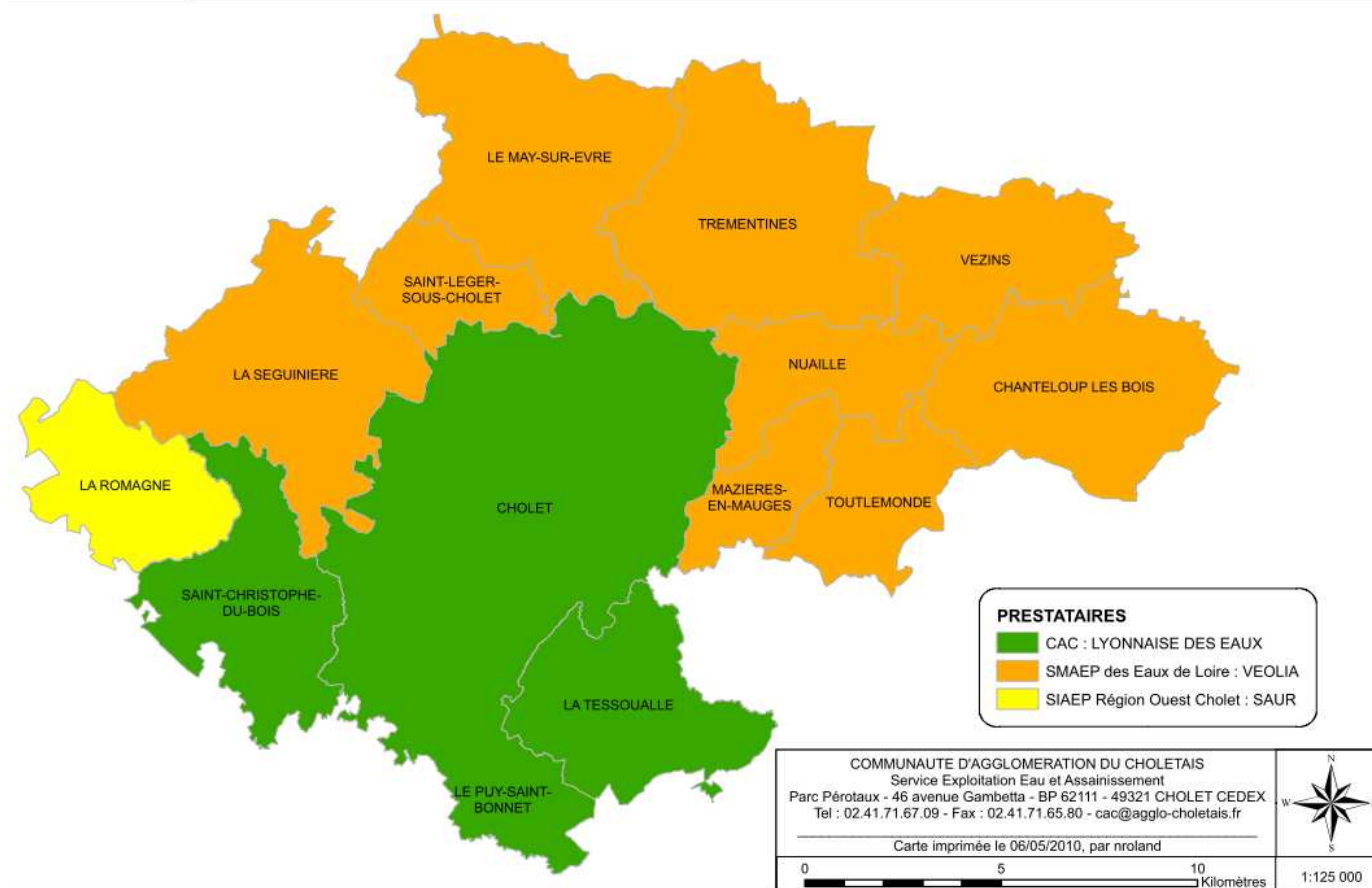 LE MAY-SUR-EVRE
TREMENTINES
VEZINS
SAINT-LEGER-
SOUS-CHOLET
NUAILLE
LA SEGUINIERE
CHANTELOUP LES BOIS
LA ROMAGNE
MAZIERES-
EN-MAUGES
TOUTLEMONDE
CHOLET
SAINT-CHRISTOPHE-
DU-BOIS
LA TESSOUALLE
LE PUY-SAINT-
BONNET
PRESTATAIRES
CAC : LYONNAISE DES EAUX
SMAEP des Eaux de Loire : VEOLIA
SIAEP Région Ouest Cholet : SAUR
COMMUNAUTE D'AGGLOMERATION DU CHOLETAIS
Service Exploitation Eau et Assainissement
Parc Pérotaux - 46 avenue Gambetta - BP 62111 - 49321 CHOLET CEDEX
Tel : 02.41.71.67.09 - Fax : 02.41.71.65.80 - cac@agglo-choletais.fr
Carte imprimée le 06/05/2010, par nroland
0 5 10
Kilomètres
N
W E
S
1:125 000